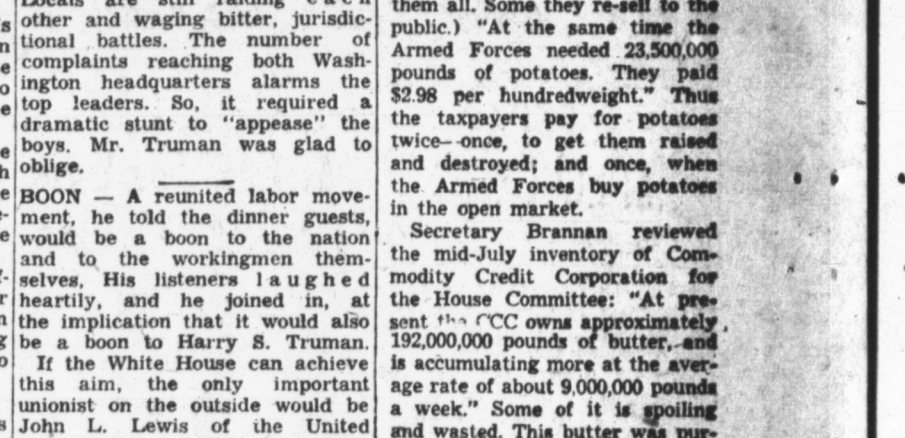 Locals are still raiding each
other and waging bitter, jurisdic-
tional battles. The number of
complaints reaching both Wash-
ington headquarters alarms the
top leaders. So, it required a
dramatic stunt to "appease" the
boys. Mr. Truman was glad to
oblige.
BOON — A reunited labor move-
ment, he told the dinner guests,
would be a boon to the nation
and to the workingmen them-
selves, His listeners laughed
heartily, and he joined in, at
the implication that it would also
be a boon to Harry S. Truman.
If the White House can achieve
this aim, the only important
unionist on the outside would be
John L. Lewis of the United
them all. Some they re-sell to the
public.) "At the same time the
Armed Forces needed 23,500,000
pounds of potatoes. They paid
$2.98 per hundredweight." Thus
the taxpayers pay for potatoes
twice—once, to get them raised
and destroyed; and once, when
the Armed Forces buy potatoes
in the open market.
Secretary Brannan reviewed
the mid-July inventory of Com-
modity Credit Corporation for
the House Committee: "At pre-
sent the CCC owns approximately
192,000,000 pounds of butter, and
is accumulating more at the aver-
age rate of about 9,000,000 pounds
a week." Some of it is spoiling
and wasted. This butter was pur-